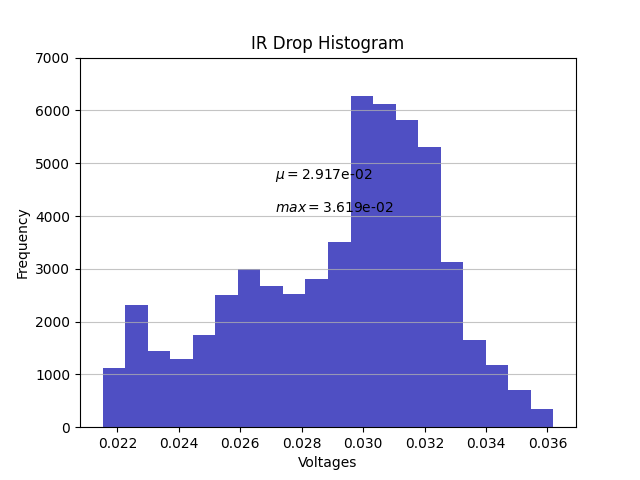 IR Drop Histogram
7000
6000
5000
4000
3000
2000
1000
0
Frequency
μ = 2.917e-02
max = 3.619e-02
0.022 0.024 0.026 0.028 0.030 0.032 0.034 0.036
Voltages